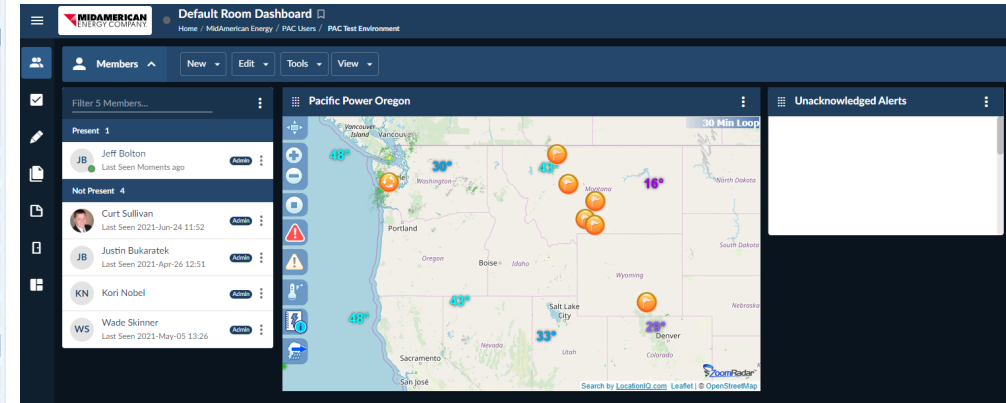 MIDAMERICAN
ENERGY COMPANY
Default Room Dashboard
Home / MidAmerican Energy / PAC Users / PAC Test Environment
Members
New
Edit
Tools
View
Filter 5 Members...
Present 1
JB
Jeff Bolton
Last Seen Moments ago
Admin
Not Present 4
Curt Sullivan
Last Seen 2021-Jun-24 11:52
Admin
JB
Justin Bukaratek
Last Seen 2021-Apr-26 12:51
Admin
KN
Kori Nobel
Admin
WS
Wade Skinner
Last Seen 2021-May-05 13:26
Admin
Pacific Power Oregon
30 Min Loop
Vancouver
Island
Vancouver
48°
30°
43°
16°
Washington
Montana
North Dakota
Portland
Oregon
Boise
Idaho
South Dakota
Wyoming
43°
48°
Salt Lake
City
Nebraska
33°
29°
Denver
Nevada
Utah
Colorado
Sacramento
San José
ZoomRadar
Search by LocationIQ.com Leaflet | © OpenStreetMap
Unacknowledged Alerts